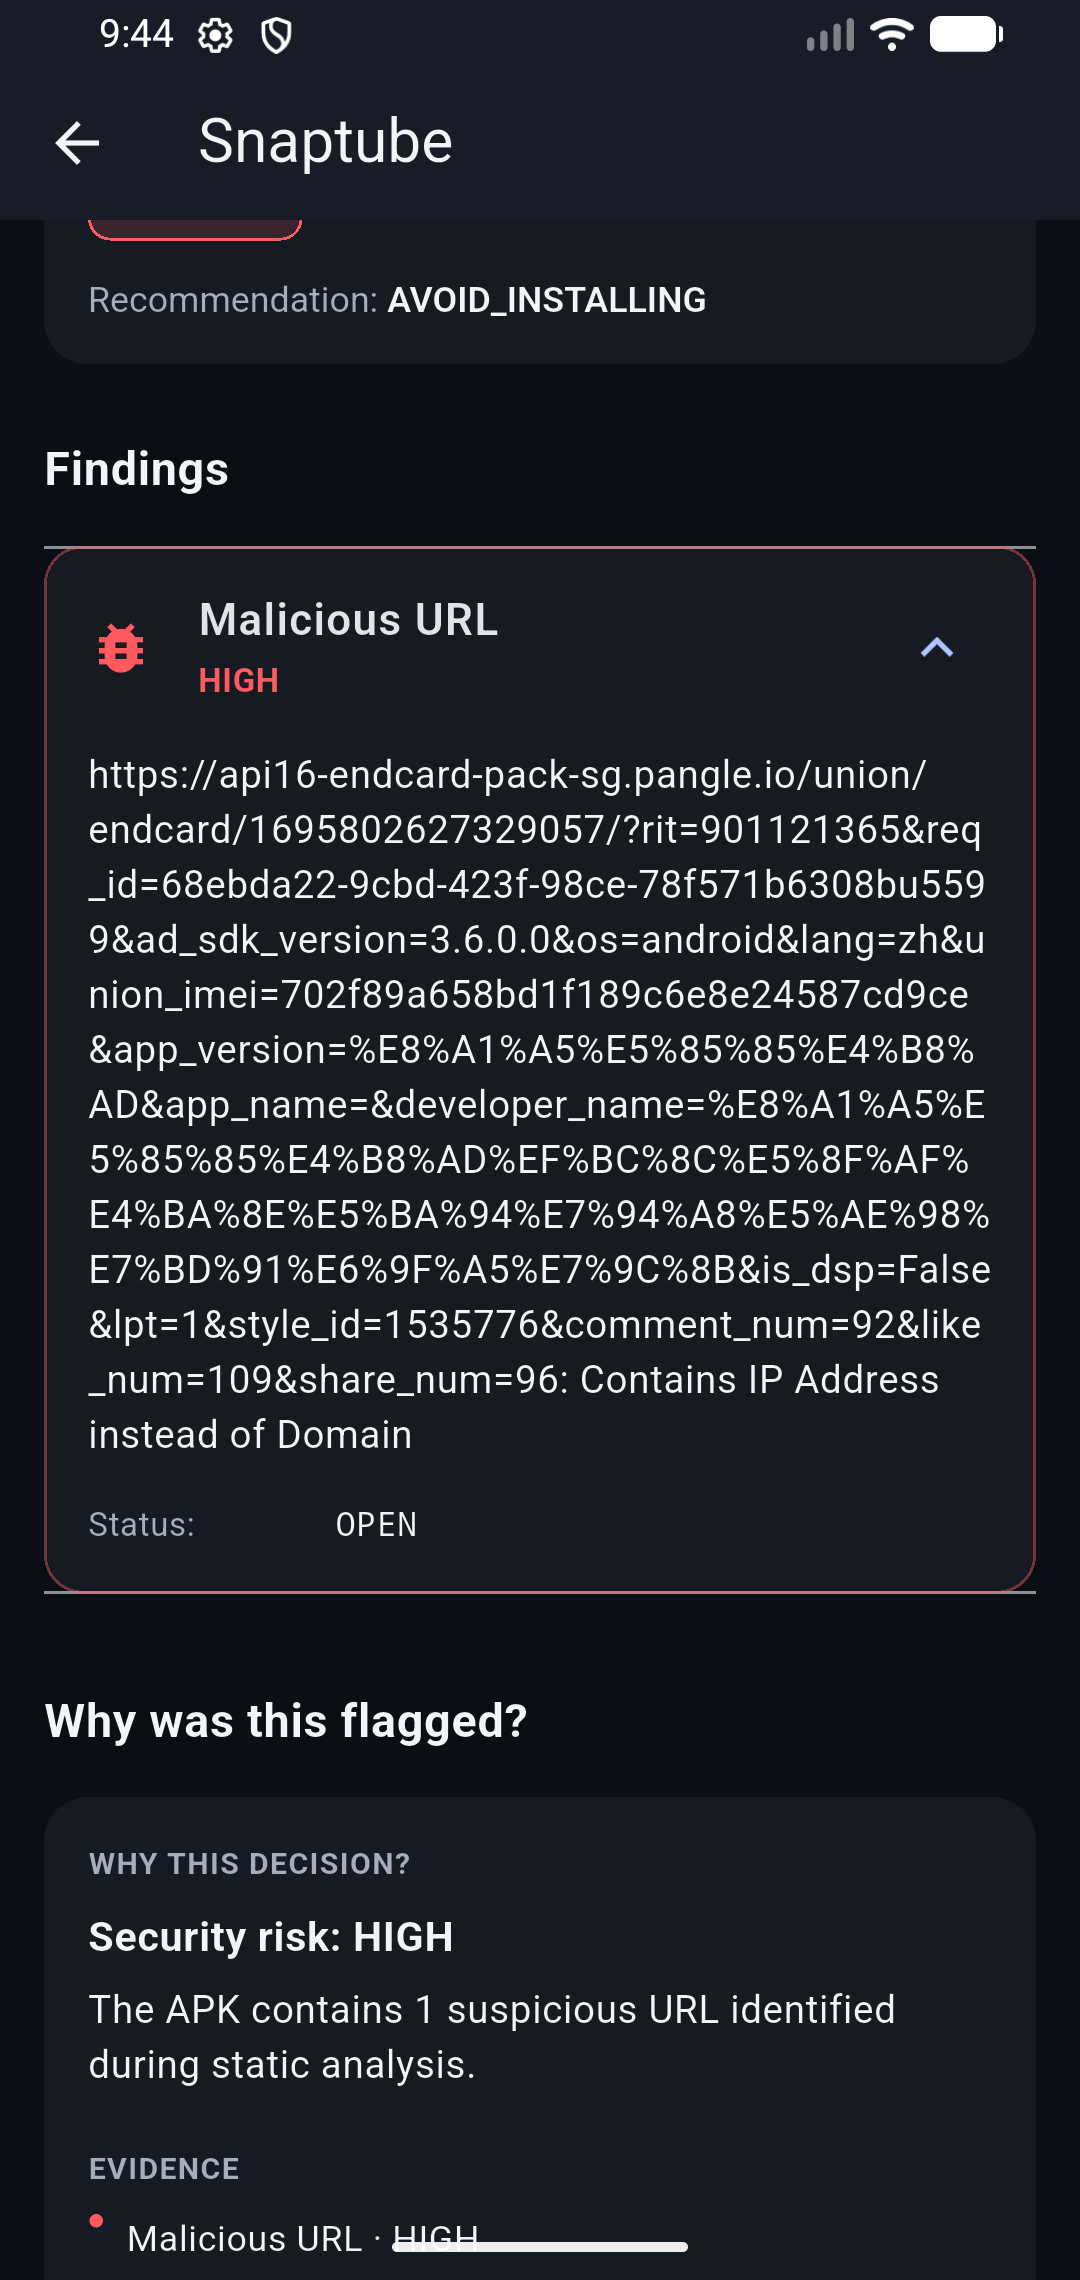 9:44
Snaptube
Recommendation: AVOID_INSTALLING
Findings
Malicious URL
HIGH
https://api16-endcard-pack-sg.pangle.io/union/
endcard/1695802627329057/?rit=901121365&req
_id=68ebda22-9cbd-423f-98ce-78f571b6308bu559
9&ad_sdk_version=3.6.0.0&os=android&lang=zh&u
nion_imei=702f89a658bd1f189c6e8e24587cd9ce
&app_version=%E8%A1%A5%E5%85%85%E4%B8%
AD&app_name=&developer_name=%E8%A1%A5%E
5%85%85%E4%B8%AD%EF%BC%8C%E5%8F%AF%
E4%BA%8E%E5%BA%94%E7%94%A8%E5%AE%98%
E7%BD%91%E6%9F%A5%E7%9C%8B&is_dsp=False
&lpt=1&style_id=1535776&comment_num=92&like
_num=109&share_num=96: Contains IP Address
instead of Domain
Status: OPEN
Why was this flagged?
WHY THIS DECISION?
Security risk: HIGH
The APK contains 1 suspicious URL identified
during static analysis.
EVIDENCE
Malicious URL · HIGH